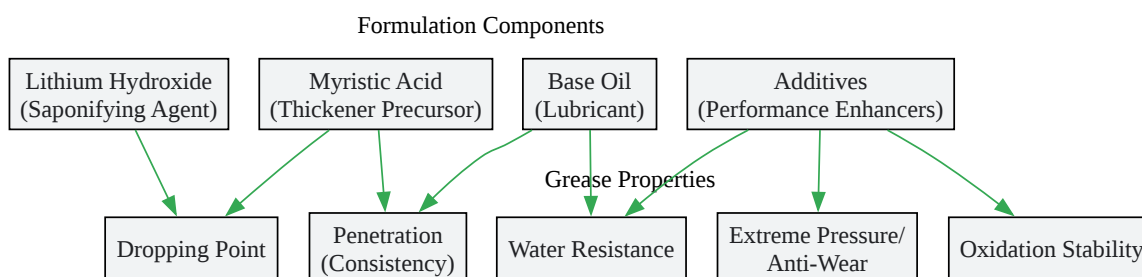 Formulation Components
Lithium Hydroxide
(Saponifying Agent)
Myristic Acid
(Thickener Precursor)
Base Oil
(Lubricant)
Additives
(Performance Enhancers)
Grease Properties
Dropping Point
Penetration
(Consistency)
Water Resistance
Extreme Pressure/
Anti-Wear
Oxidation Stability